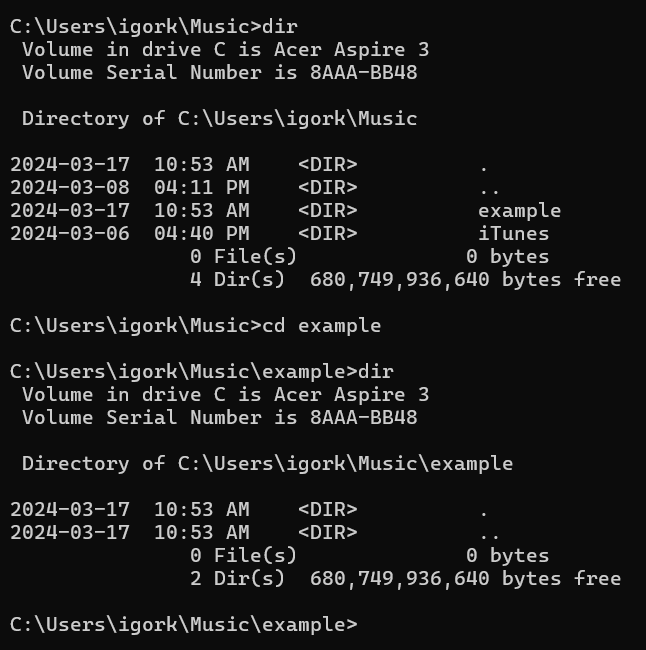 C:\Users\igork\Music>dir
 Volume in drive C is Acer Aspire 3
 Volume Serial Number is 8AAA-BB48

 Directory of C:\Users\igork\Music

2024-03-17  10:53 AM    <DIR>          .
2024-03-08  04:11 PM    <DIR>          ..
2024-03-17  10:53 AM    <DIR>          example
2024-03-06  04:40 PM    <DIR>          iTunes
               0 File(s)              0 bytes
               4 Dir(s)  680,749,936,640 bytes free

C:\Users\igork\Music>cd example

C:\Users\igork\Music\example>dir
 Volume in drive C is Acer Aspire 3
 Volume Serial Number is 8AAA-BB48

 Directory of C:\Users\igork\Music\example

2024-03-17  10:53 AM    <DIR>          .
2024-03-17  10:53 AM    <DIR>          ..
               0 File(s)              0 bytes
               2 Dir(s)  680,749,936,640 bytes free

C:\Users\igork\Music\example>